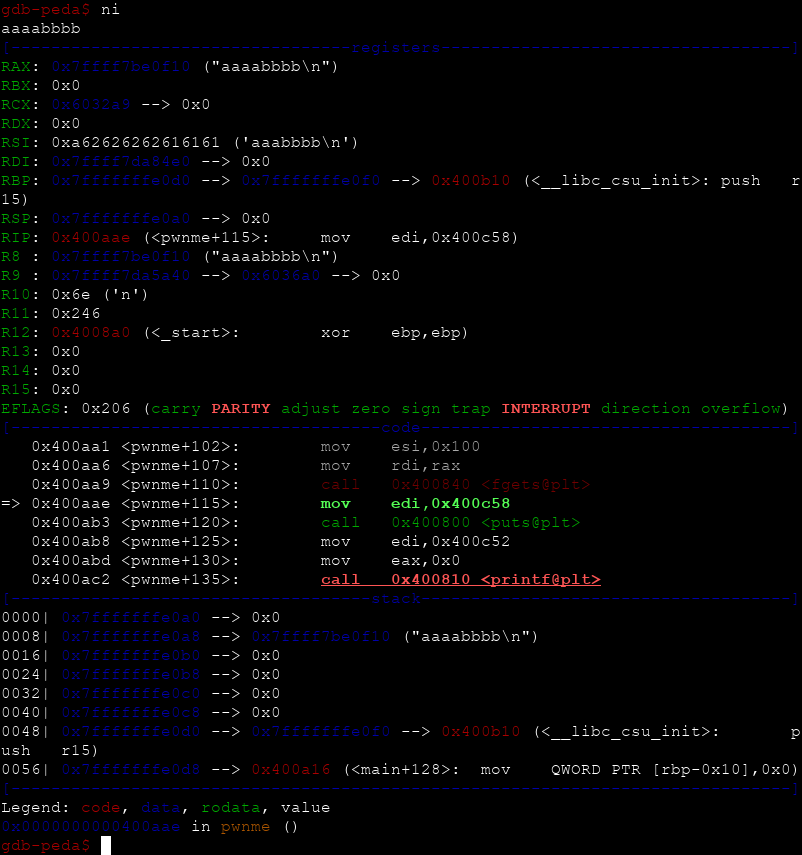 gdb-peda$ ni
aaaabbbb
[----------------------------------registers-----------------------------------]
RAX: 0x7ffff7be0f10 ("aaaabbbb\n")
RBX: 0x0
RCX: 0x6032a9 --> 0x0
RDX: 0x0
RSI: 0xa62626262616161 ('aaabbbb\n')
RDI: 0x7ffff7da84e0 --> 0x0
RBP: 0x7fffffffe0d0 --> 0x7fffffffe0f0 --> 0x400b10 (<__libc_csu_init>: push   r
15)
RSP: 0x7fffffffe0a0 --> 0x0
RIP: 0x400aae (<pwnme+115>:     mov    edi,0x400c58)
R8 : 0x7ffff7be0f10 ("aaaabbbb\n")
R9 : 0x7ffff7da5a40 --> 0x6036a0 --> 0x0
R10: 0x6e ('n')
R11: 0x246
R12: 0x4008a0 (<_start>:        xor    ebp,ebp)
R13: 0x0
R14: 0x0
R15: 0x0
EFLAGS: 0x206 (carry PARITY adjust zero sign trap INTERRUPT direction overflow)
[-------------------------------------code-------------------------------------]
   0x400aa1 <pwnme+102>:        mov    esi,0x100
   0x400aa6 <pwnme+107>:        mov    rdi,rax
   0x400aa9 <pwnme+110>:        call   0x400840 <fgets@plt>
=> 0x400aae <pwnme+115>:        mov    edi,0x400c58
   0x400ab3 <pwnme+120>:        call   0x400800 <puts@plt>
   0x400ab8 <pwnme+125>:        mov    edi,0x400c52
   0x400abd <pwnme+130>:        mov    eax,0x0
   0x400ac2 <pwnme+135>:        call   0x400810 <printf@plt>
[------------------------------------stack-------------------------------------]
0000| 0x7fffffffe0a0 --> 0x0
0008| 0x7fffffffe0a8 --> 0x7ffff7be0f10 ("aaaabbbb\n")
0016| 0x7fffffffe0b0 --> 0x0
0024| 0x7fffffffe0b8 --> 0x0
0032| 0x7fffffffe0c0 --> 0x0
0040| 0x7fffffffe0c8 --> 0x0
0048| 0x7fffffffe0d0 --> 0x7fffffffe0f0 --> 0x400b10 (<__libc_csu_init>:       p
ush   r15)
0056| 0x7fffffffe0d8 --> 0x400a16 (<main+128>:  mov    QWORD PTR [rbp-0x10],0x0)
[------------------------------------------------------------------------------]
Legend: code, data, rodata, value
0x0000000000400aae in pwnme ()
gdb-peda$